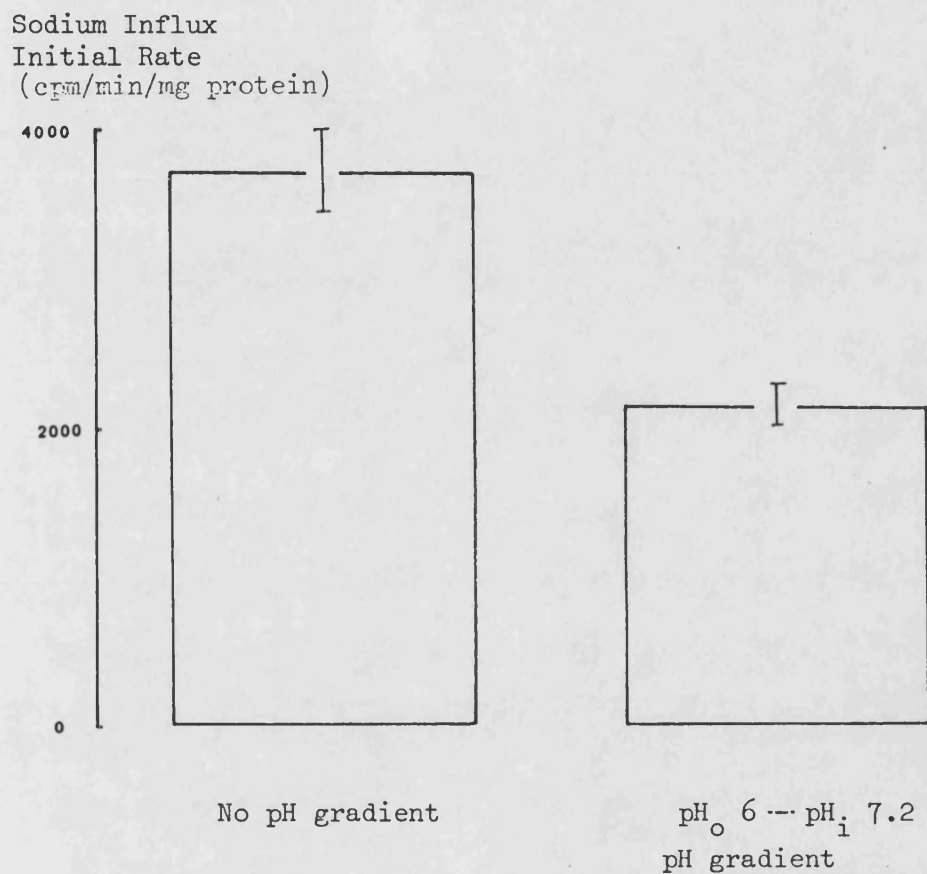 Sodium Influx
Initial Rate
(cpm/min/mg protein)
4000
2000
0
No pH gradient
pHo 6 --- pHi 7.2
pH gradient